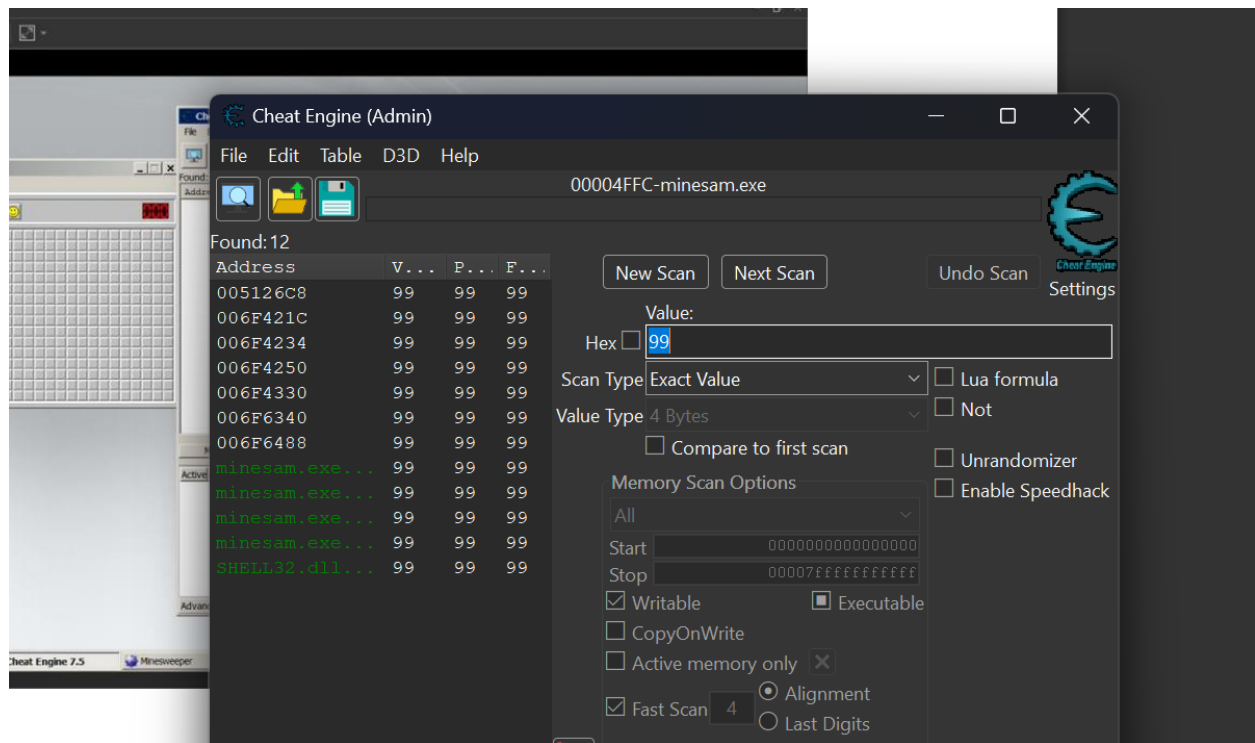 Cheat Engine (Admin)
File Edit Table D3D Help
File
00004FFC-minesam.exe
Found:
Found: 12
Address V... P... F...
005126C8 99 99 99
006F421C 99 99 99
006F4234 99 99 99
006F4250 99 99 99
006F4330 99 99 99
006F6340 99 99 99
006F6488 99 99 99
minesam.exe... 99 99 99
minesam.exe... 99 99 99
minesam.exe... 99 99 99
minesam.exe... 99 99 99
SHELL32.dll... 99 99 99
New Scan Next Scan Undo Scan
Cheat Engine
Settings
Value:
Hex 99
Scan Type Exact Value
Lua formula
Value Type 4 Bytes
Not
Compare to first scan
Unrandomizer
Memory Scan Options
Enable Speedhack
All
Start 0000000000000000
Stop 00007fffffffffff
Writable Executable
CopyOnWrite
Active memory only
Fast Scan 4 Alignment
Last Digits
Active
Cheat Engine 7.5 Minesweeper